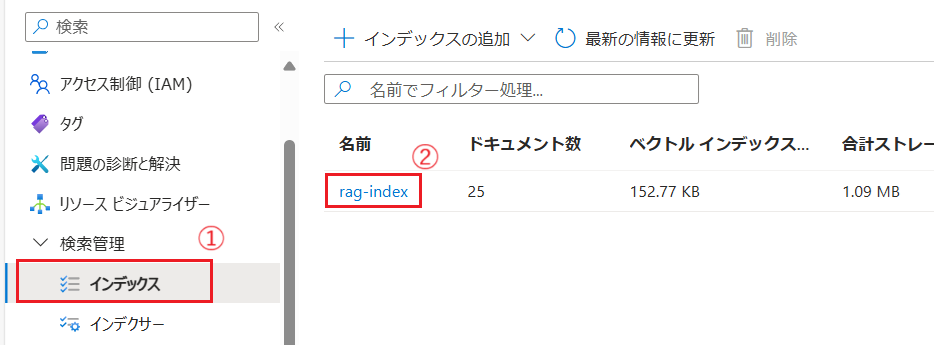 検索
アクセス制御 (IAM)
タグ
問題の診断と解決
リソース ビジュアライザー
検索管理
①
インデックス
インデクサー
インデックスの追加 最新の情報に更新 削除
名前でフィルター処理...
名前 ドキュメント数 ベクトル インデックス... 合計ストレー
②
rag-index 25 152.77 KB 1.09 MB